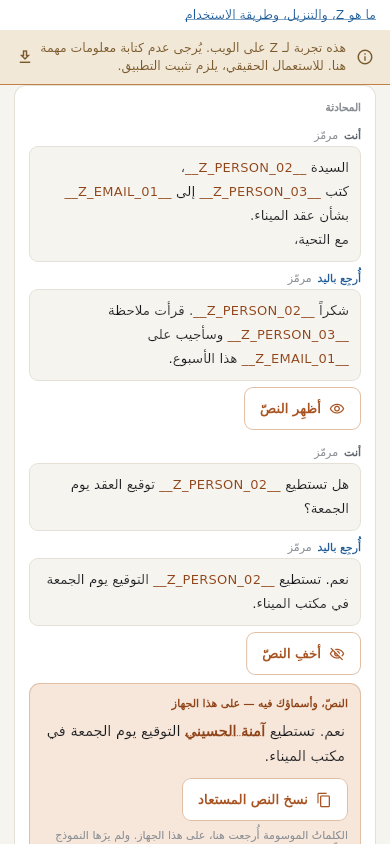 ما هو Z، والتنزيل، وطريقة الاستخدام
هذه تجربة لـ Z على الويب. يُرجى عدم كتابة معلومات مهمة
هنا. للاستعمال الحقيقي، يلزم تثبيت التطبيق.
المحادثة
أنت مرمّز
السيدة __Z_PERSON_02__،
كتب __Z_PERSON_03__ إلى __Z_EMAIL_01__
بشأن عقد الميناء.
مع التحية،
أُرجع باليد مرمّز
شكراً __Z_PERSON_02__. قرأت ملاحظة
__Z_PERSON_03__ وسأجيب على
__Z_EMAIL_01__ هذا الأسبوع.
أظهِر النصّ
أنت مرمّز
هل تستطيع __Z_PERSON_02__ توقيع العقد يوم
الجمعة؟
أُرجع باليد مرمّز
نعم. تستطيع __Z_PERSON_02__ التوقيع يوم الجمعة
في مكتب الميناء.
أخفِ النصّ
النصّ، وأسماؤك فيه — على هذا الجهاز
نعم. تستطيع آمنة الحسيني التوقيع يوم الجمعة في
مكتب الميناء.
نسخ النص المستعاد
الكلماتُ الموسومة أُرجعت هنا، على هذا الجهاز. ولم يرَها النموذج